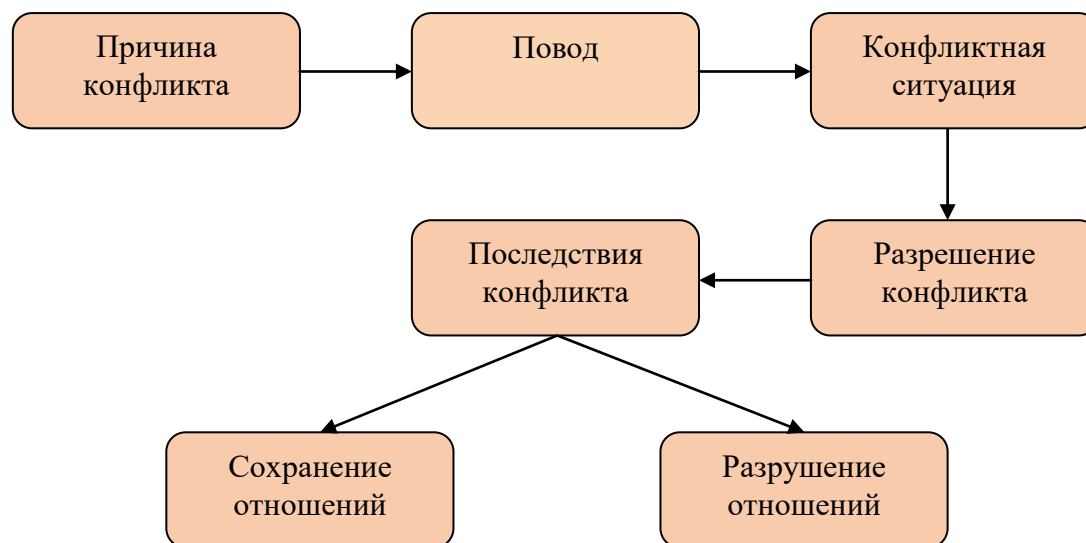 Причина
конфликта
Повод
Конфликтная
ситуация
Последствия
конфликта
Разрешение
конфликта
Сохранение
отношений
Разрушение
отношений